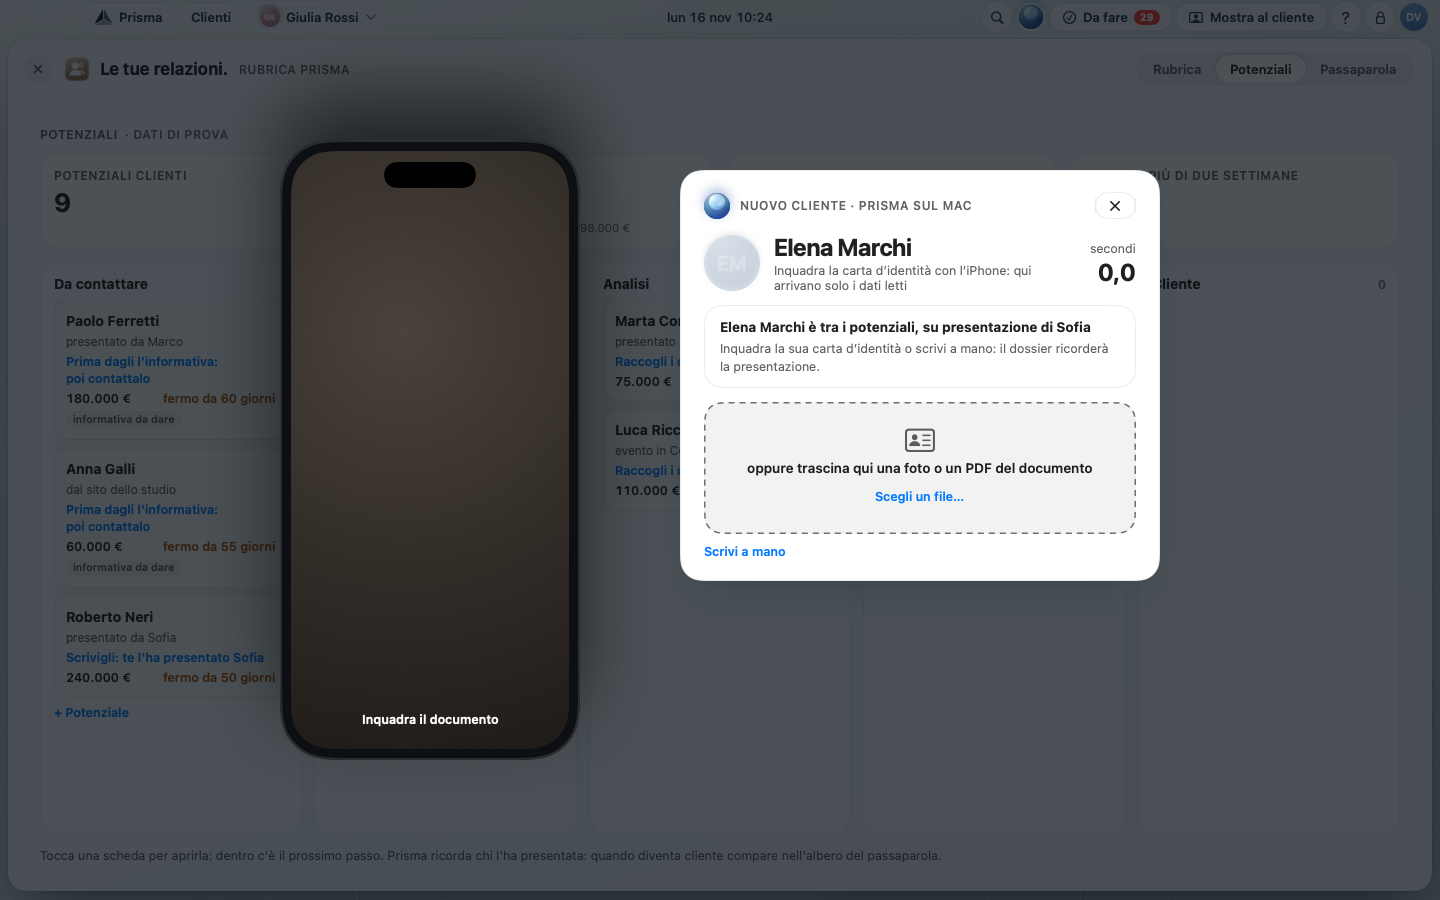 Prisma
Clienti
GR
Giulia Rossi
lun 16 nov 10:24
Da fare 29
Mostra al cliente
?
DV
Le tue relazioni.
RUBRICA PRISMA
Rubrica
Potenziali
Passaparola
POTENZIALI · DATI DI PROVA
POTENZIALI CLIENTI
9
98.000 €
PIÙ DI DUE SETTIMANE
Da contattare
Paolo Ferretti
presentato da Marco
Prima dagli l'informativa:
poi contattalo
180.000 €
fermo da 60 giorni
informativa da dare
Anna Galli
dal sito dello studio
Prima dagli l'informativa:
poi contattalo
60.000 €
fermo da 55 giorni
informativa da dare
Roberto Neri
presentato da Sofia
Scrivigli: te l'ha presentato Sofia
240.000 €
fermo da 50 giorni
+ Potenziale
Inquadra il documento
Analisi
Marta
presentato
Raccogli i
75.000 €
Luca
evento in
Raccogli i
110.000 €
Cliente
0
NUOVO CLIENTE · PRISMA SUL MAC
EM
Elena Marchi
Inquadra la carta d’identità con l’iPhone: qui
arrivano solo i dati letti
secondi
0,0
Elena Marchi è tra i potenziali, su presentazione di Sofia
Inquadra la sua carta d’identità o scrivi a mano: il dossier ricorderà
la presentazione.
oppure trascina qui una foto o un PDF del documento
Scegli un file...
Scrivi a mano
Tocca una scheda per aprirla: dentro c'è il prossimo passo. Prisma ricorda chi l'ha presentata: quando diventa cliente compare nell'albero del passaparola.